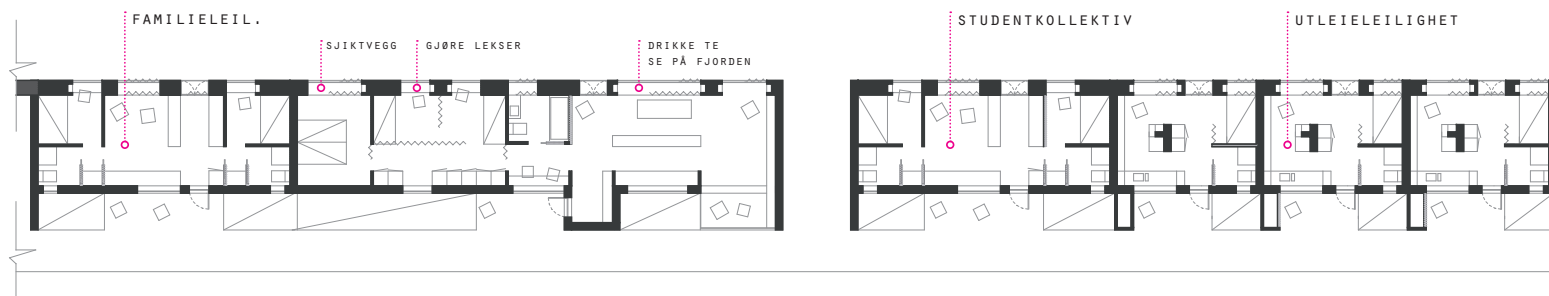 FAMILIELEIL.
SJIKTVEGG
GJØRE LEKSER
DRIKKE TE
SE PÅ FJORDEN
STUDENTKOLLEKTIV
UTLEIELEILIGHET